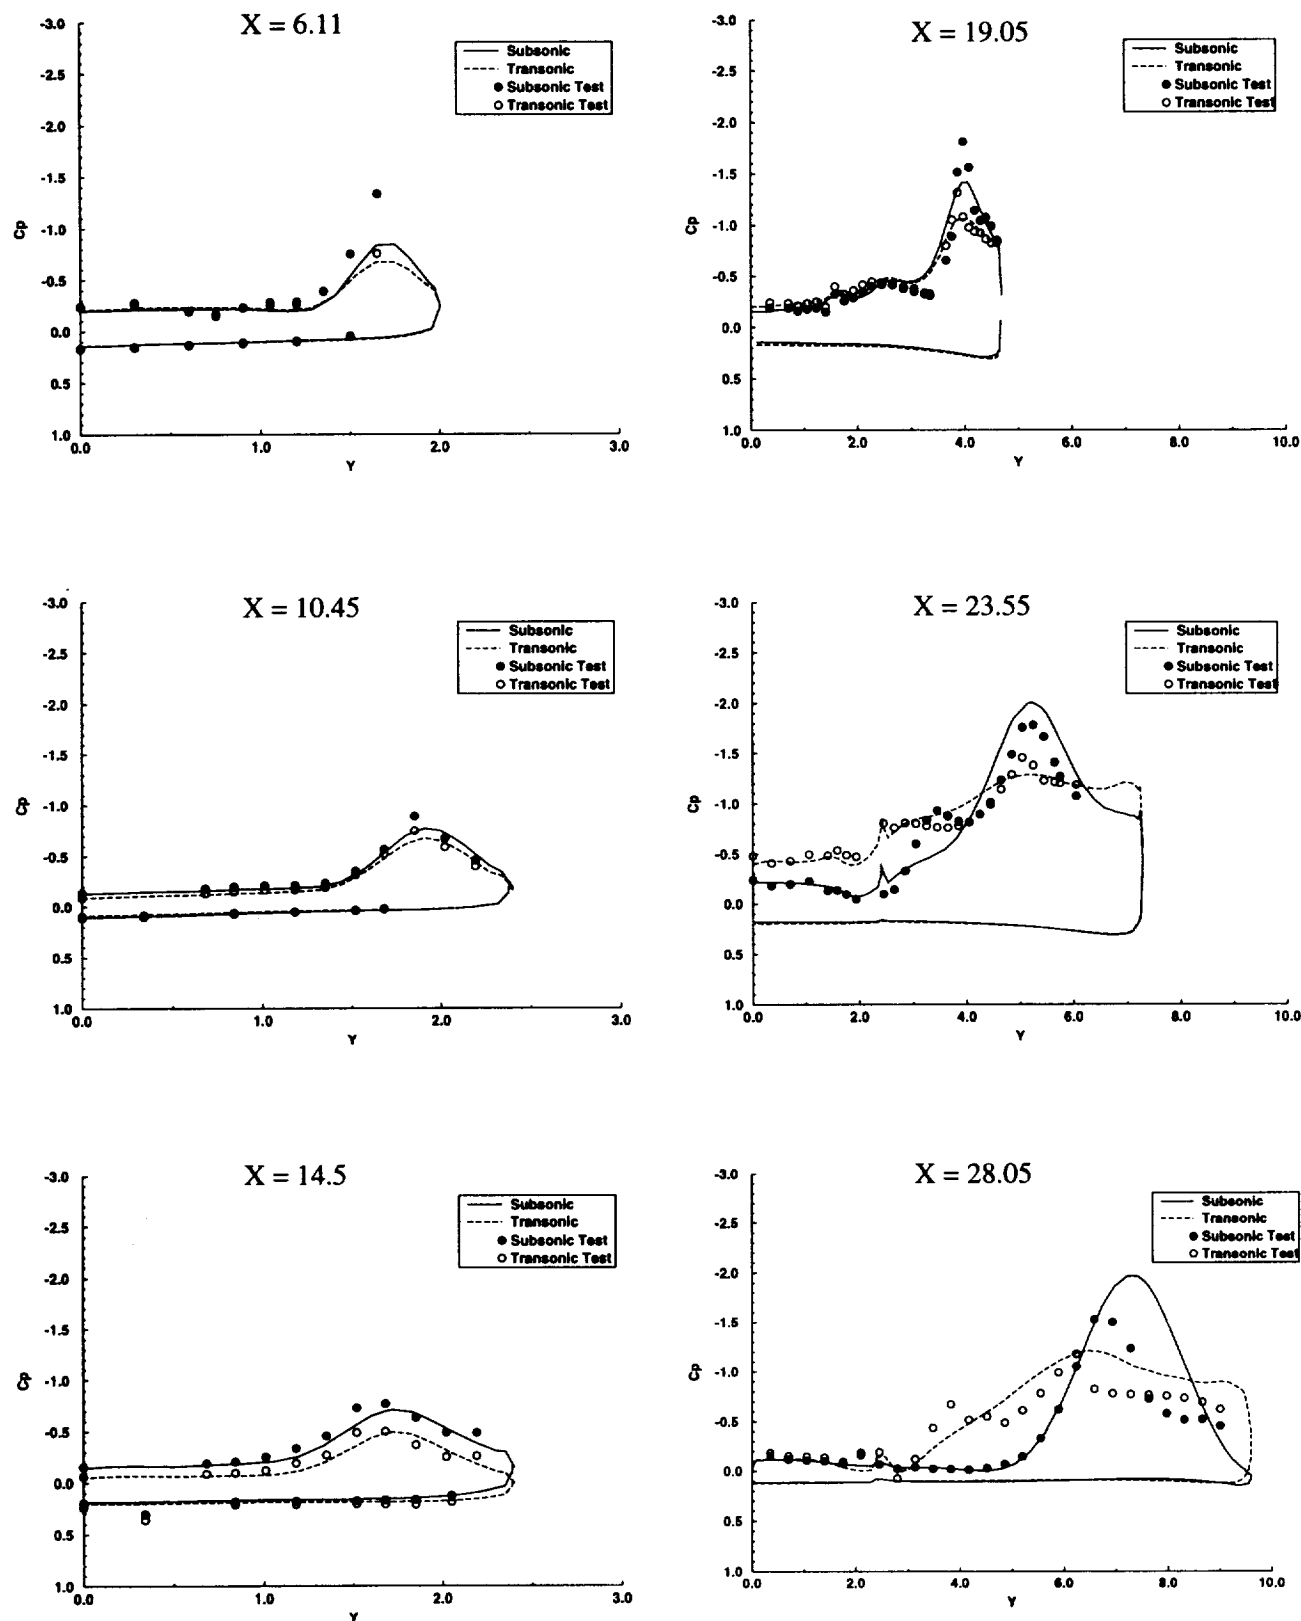 X = 6.11
-3.0
-2.5
-2.0
-1.5
-1.0
-0.5
0.0
0.5
1.0
Cp
Subsonic
Transonic
Subsonic Test
Transonic Test
0.0 1.0 2.0 3.0
Y
X = 19.05
-3.0
-2.5
-2.0
-1.5
-1.0
-0.5
0.0
0.5
1.0
Cp
Subsonic
Transonic
Subsonic Test
Transonic Test
0.0 2.0 4.0 6.0 8.0 10.0
Y
X = 10.45
-3.0
-2.5
-2.0
-1.5
-1.0
-0.5
0.0
0.5
1.0
Cp
Subsonic
Transonic
Subsonic Test
Transonic Test
0.0 1.0 2.0 3.0
Y
X = 23.55
-3.0
-2.5
-2.0
-1.5
-1.0
-0.5
0.0
0.5
1.0
Cp
Subsonic
Transonic
Subsonic Test
Transonic Test
0.0 2.0 4.0 6.0 8.0 10.0
Y
X = 14.5
-3.0
-2.5
-2.0
-1.5
-1.0
-0.5
0.0
0.5
1.0
Cp
Subsonic
Transonic
Subsonic Test
Transonic Test
0.0 1.0 2.0 3.0
Y
X = 28.05
-3.0
-2.5
-2.0
-1.5
-1.0
-0.5
0.0
0.5
1.0
Cp
Subsonic
Transonic
Subsonic Test
Transonic Test
0.0 2.0 4.0 6.0 8.0 10.0
Y